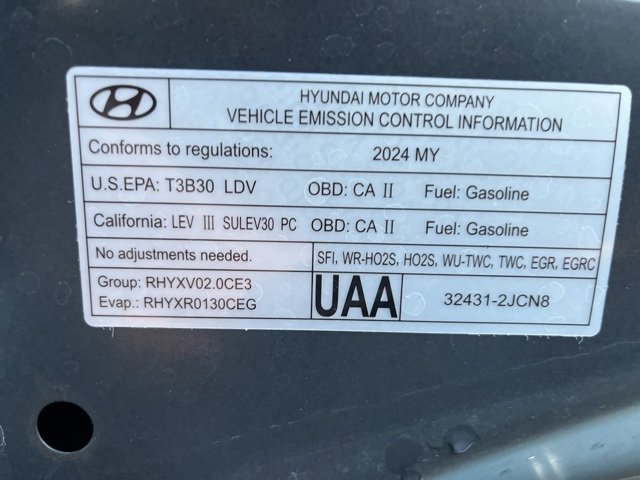 HYUNDAI MOTOR COMPANY
VEHICLE EMISSION CONTROL INFORMATION
Conforms to regulations: 2024 MY
U.S.EPA: T3B30 LDV OBD: CA II Fuel: Gasoline
California: LEV III SULEV30 PC OBD: CA II Fuel: Gasoline
No adjustments needed. SFI, WR-HO2S, HO2S, WU-TWC, TWC, EGR, EGRC
Group: RHYXV02.0CE3
Evap.: RHYXR0130CEG
UAA 32431-2JCN8